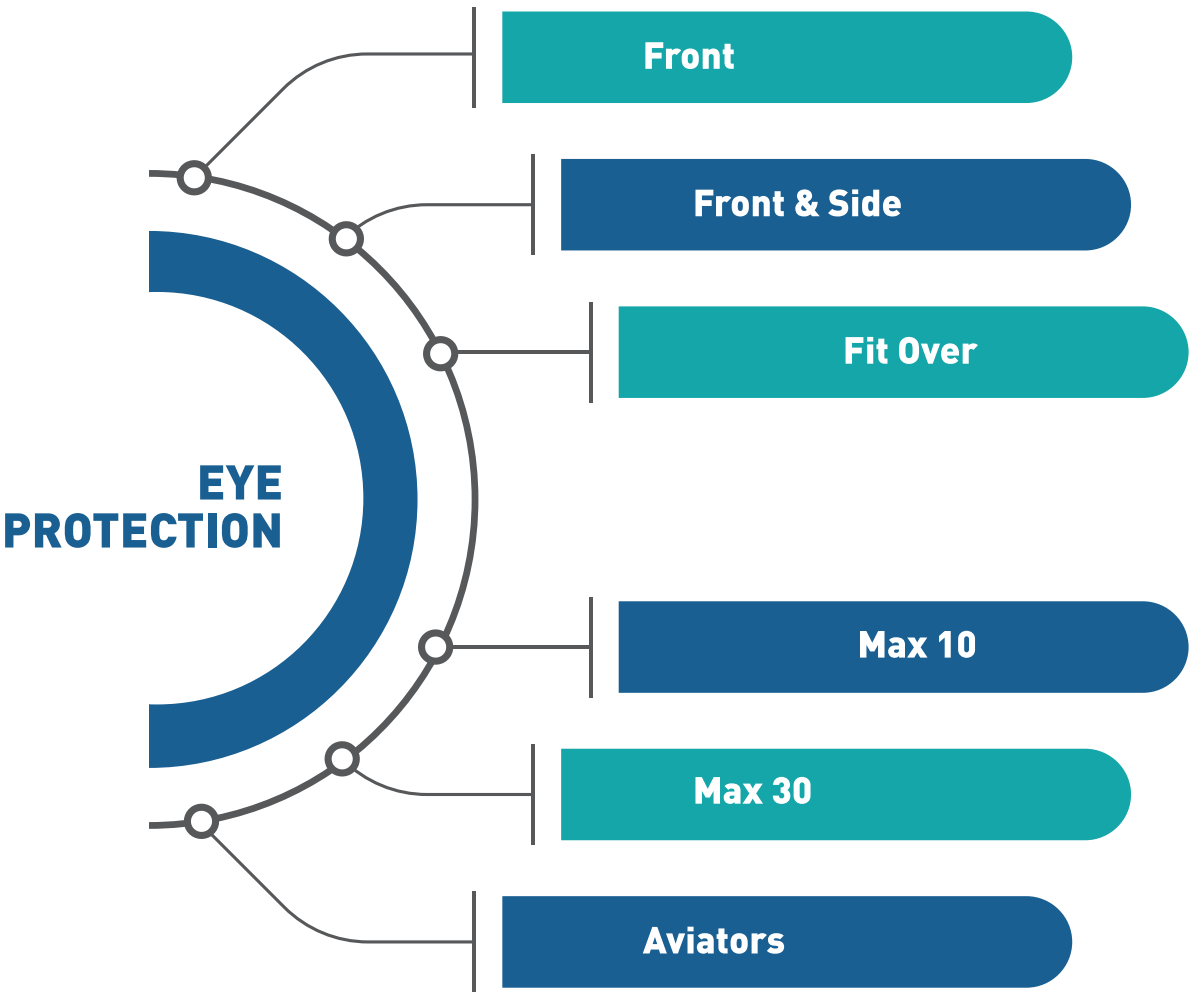 Front
Front & Side
Fit Over
EYE
PROTECTION
Max 10
Max 30
Aviators